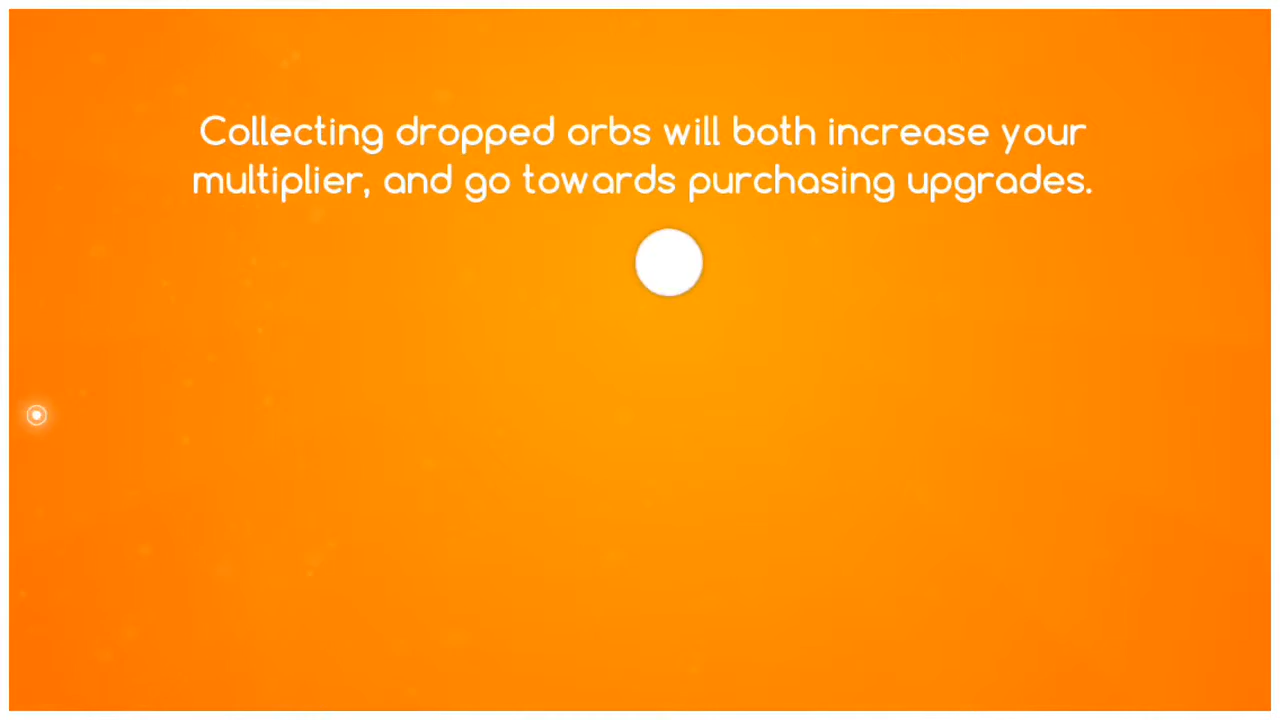 Collecting dropped orbs will both increase your
multiplier, and go towards purchasing upgrades.